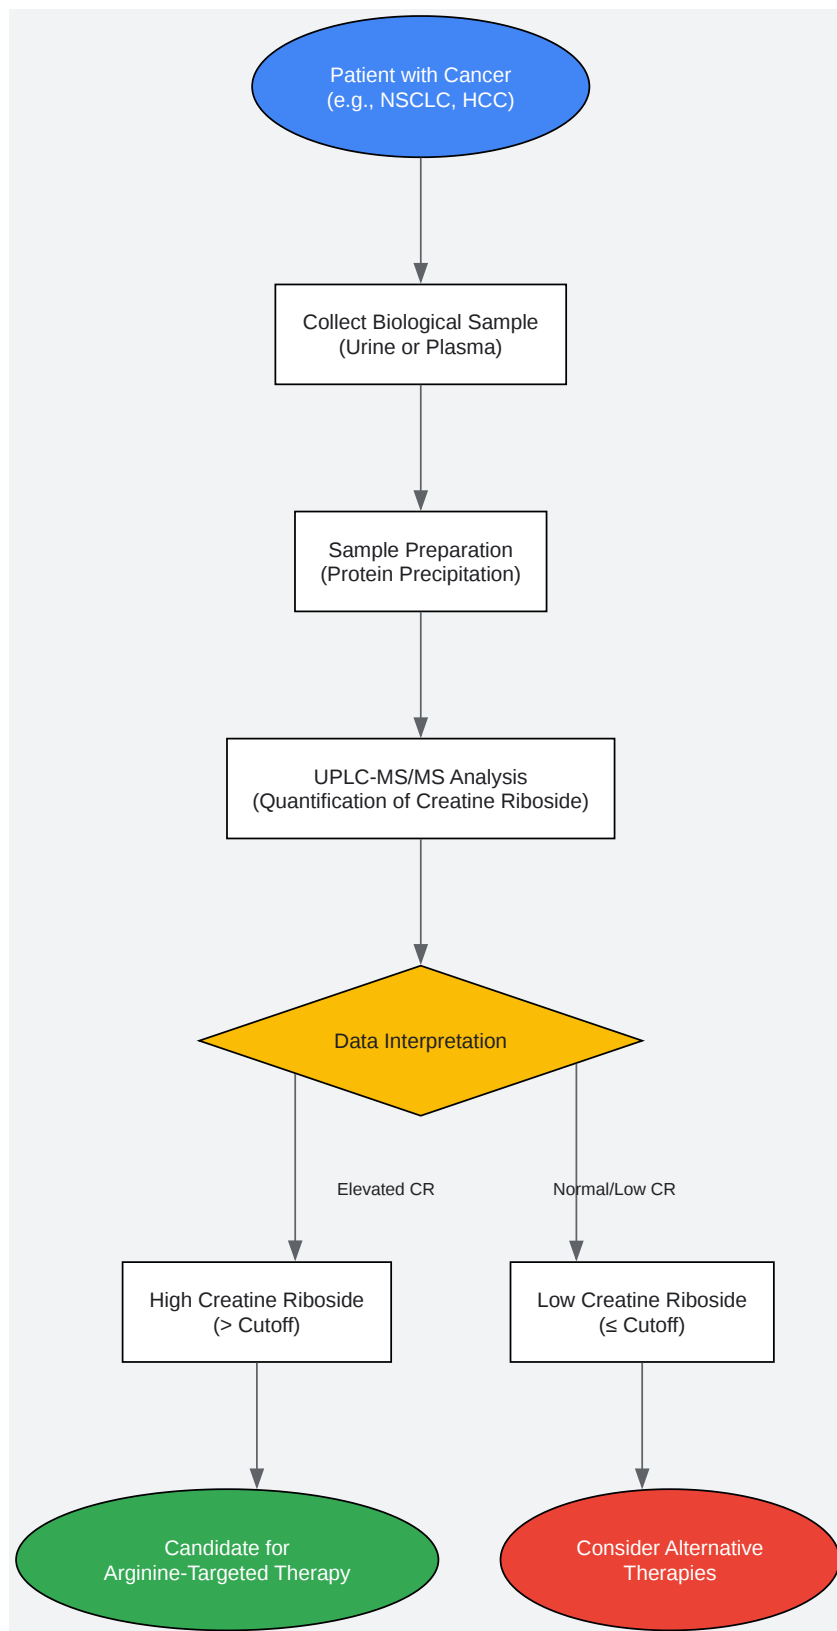 Patient with Cancer
(e.g., NSCLC, HCC)
Collect Biological Sample
(Urine or Plasma)
Sample Preparation
(Protein Precipitation)
UPLC-MS/MS Analysis
(Quantification of Creatine Riboside)
Data Interpretation
Elevated CR
Normal/Low CR
High Creatine Riboside
(> Cutoff)
Low Creatine Riboside
(≤ Cutoff)
Candidate for
Arginine-Targeted Therapy
Consider Alternative
Therapies